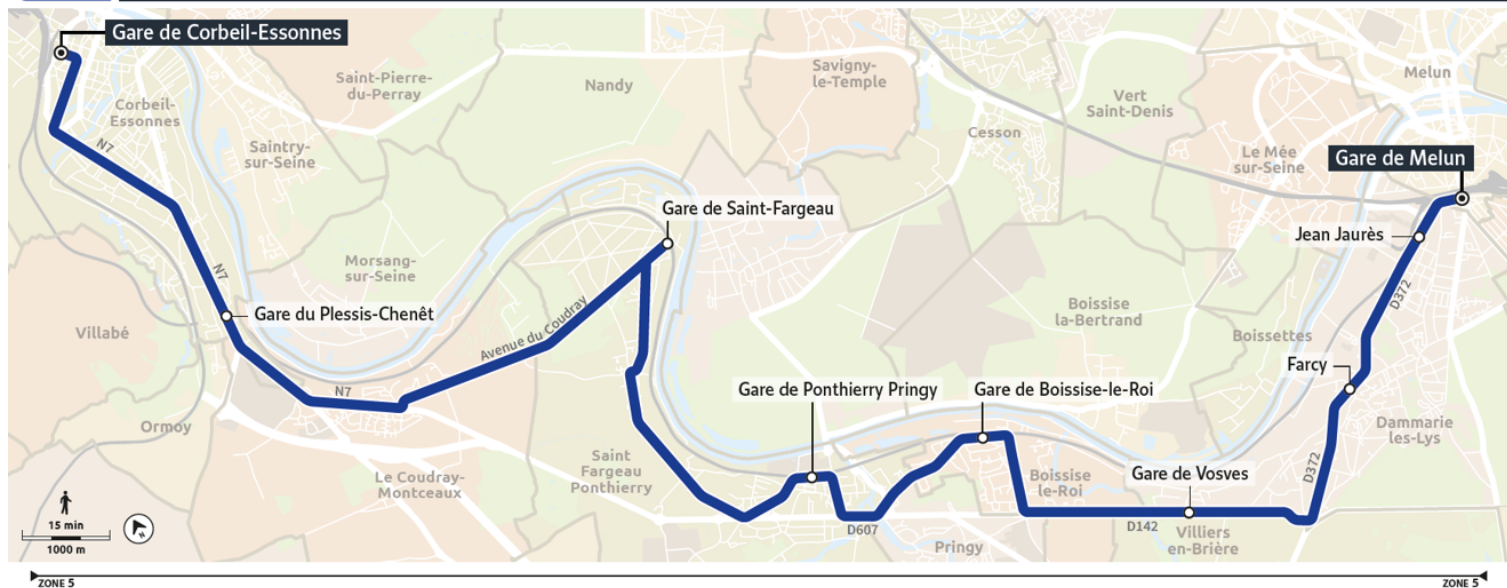 Gare de Corbeil-Essonnes
Saint-Pierre-
du-Perray
Nandy
Savigny-
le-Temple
Melun
Vert
Saint-Denis
Corbeil-
Essonnes
Cesson
N7
Saintry-
sur-Seine
Le Mée
sur-Seine
Gare de Melun
Gare de Saint-Fargeau
Jean Jaurès
Morsang-
sur-Seine
N7
D372
Gare du Plessis-Chenêt
Boissise
la-Bertrand
Villabé
Avenue du Coudray
Boissettes
Farcy
N7
Gare de Ponthierry Pringy
Gare de Boissise-le-Roi
Ormoy
Dammarie
les-Lys
Saint
Fargeau
Ponthierry
Le Coudray-
Montceaux
Boissise
le-Roi
Gare de Vosves
D372
15 min
1000 m
N
D607
D142
Villiers
en-Brière
Pringy
ZONE 5
ZONE 5